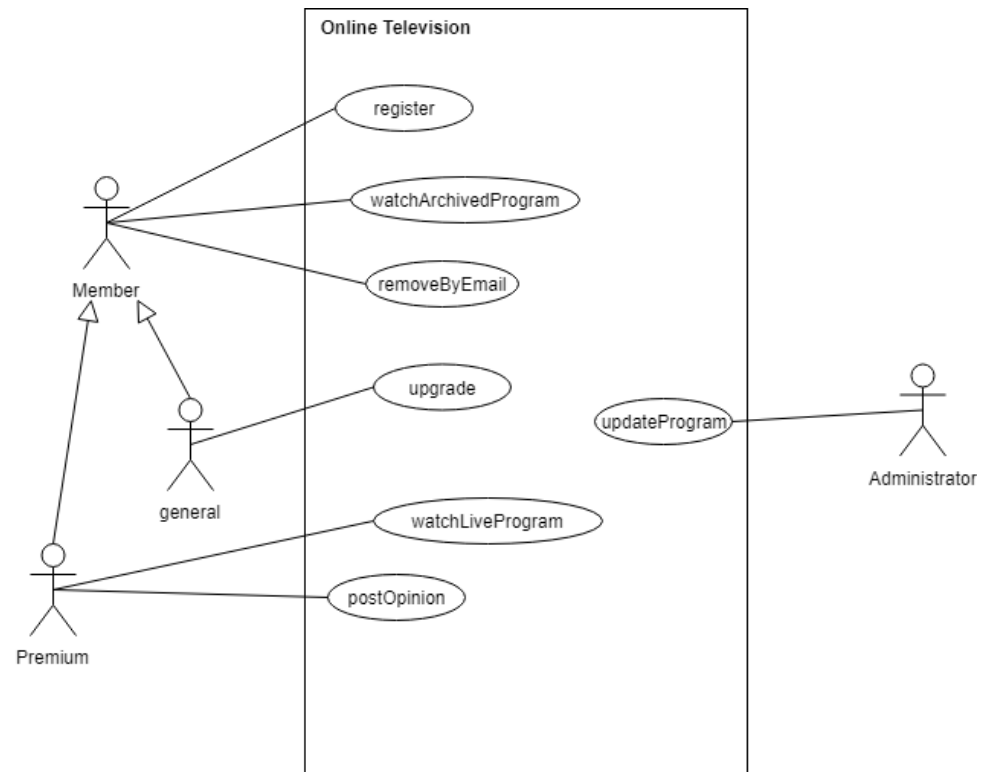 Online Television
register
watchArchivedProgram
removeByEmail
Member
upgrade
updateProgram
Administrator
general
watchLiveProgram
postOpinion
Premium